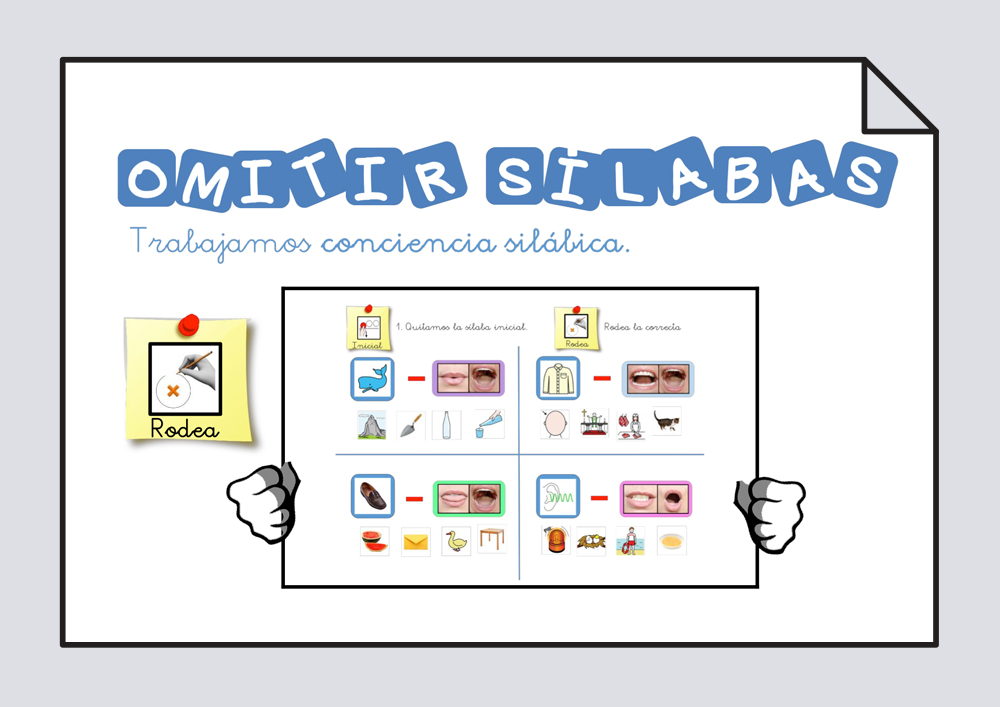 OMITIR SÍLABAS
Trabajamos conciencia silábica.
Rodea
Inicial
1. Quitamos la sílaba inicial.
Rodea
Rodea la correcta